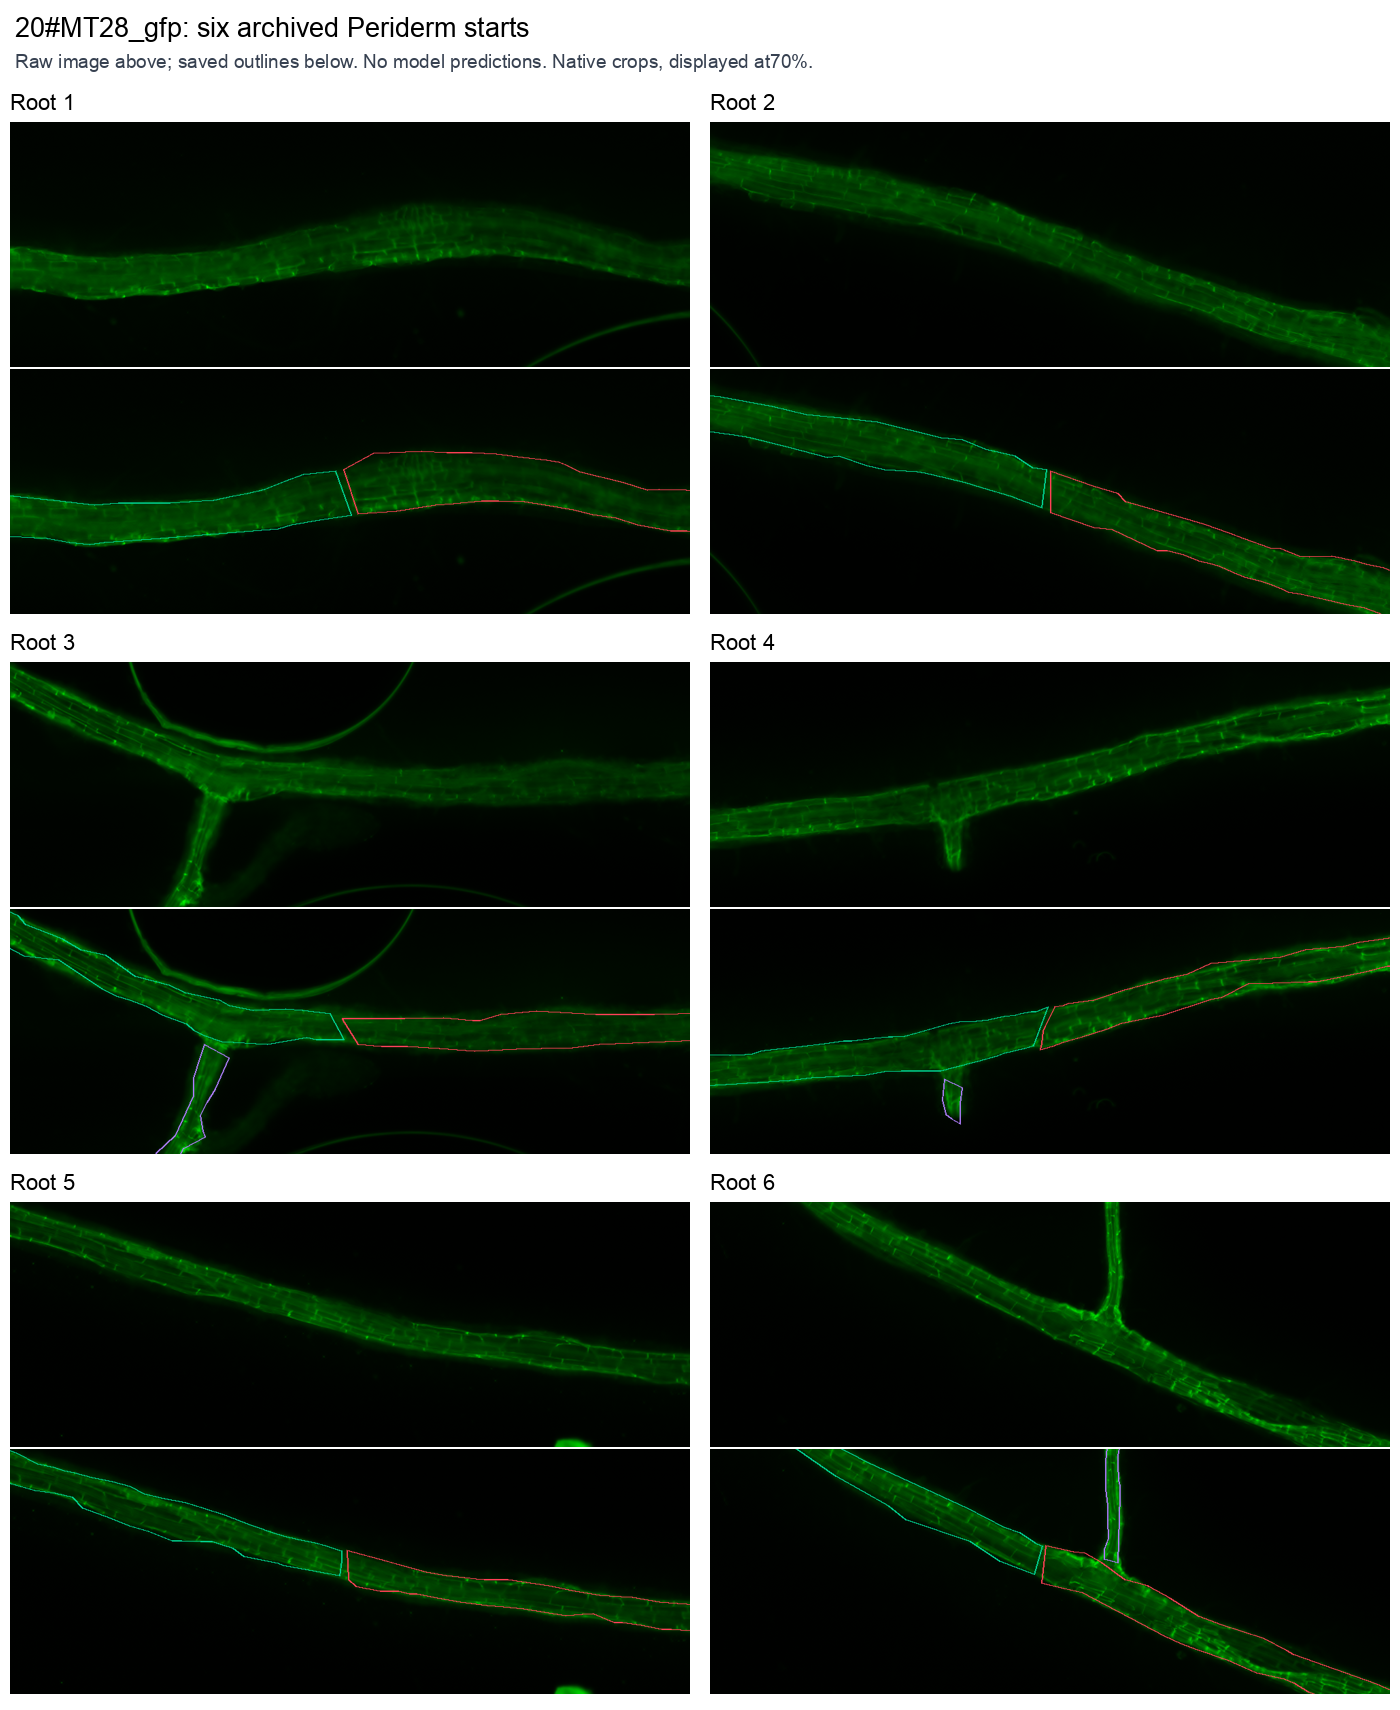 20#MT28_gfp: six archived Periderm starts
Raw image above; saved outlines below. No model predictions. Native crops, displayed at70%.
Root 1
Root 2
Root 3
Root 4
Root 5
Root 6